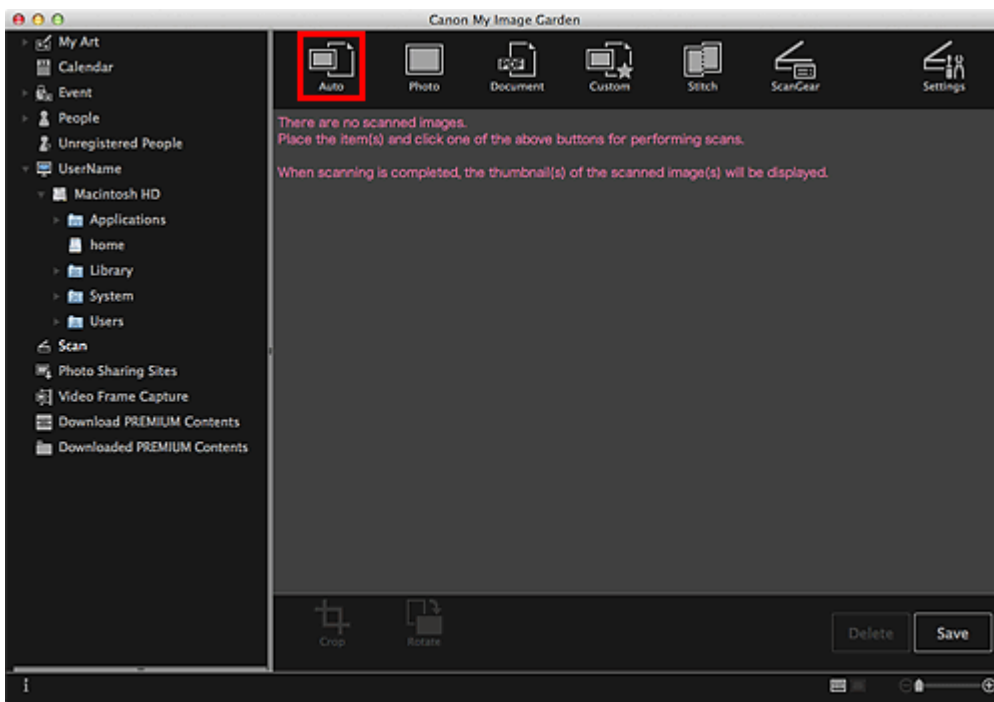 Canon My Image Garden
My Art
Calendar
Event
People
Unregistered People
UserName
Macintosh HD
Applications
home
Library
System
Users
Scan
Photo Sharing Sites
Video Frame Capture
Download PREMIUM Contents
Downloaded PREMIUM Contents
Auto
Photo
PDF
Document
Custom
Stitch
ScanGear
Settings
There are no scanned images.
Place the item(s) and click one of the above buttons for performing scans.
When scanning is completed, the thumbnail(s) of the scanned image(s) will be displayed.
Crop
Rotate
Delete
Save
i